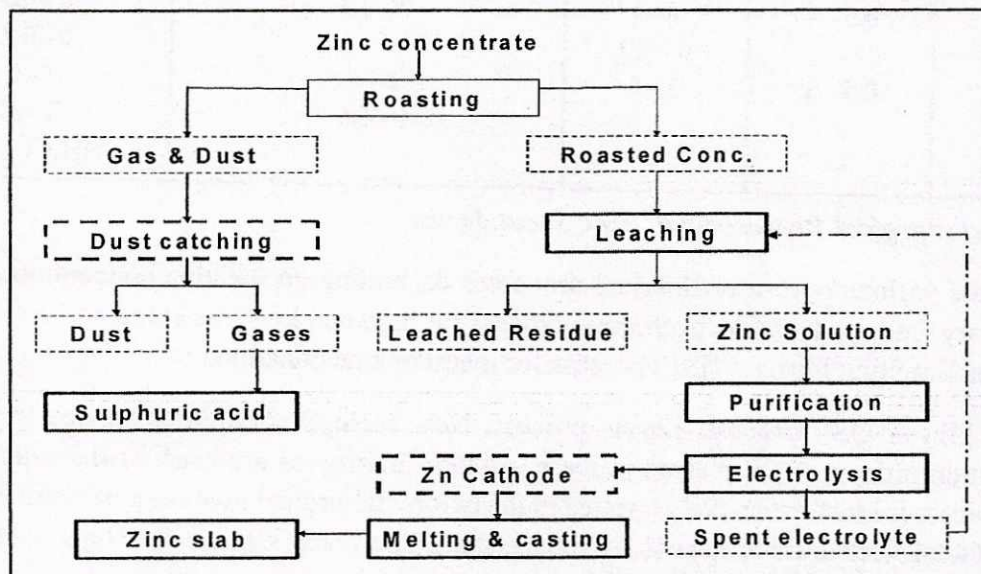 Zinc concentrate
Roasting
Gas & Dust
Roasted Conc.
Dust catching
Leaching
Dust
Gases
Leached Residue
Zinc Solution
Sulphuric acid
Purification
Zn Cathode
Electrolysis
Zinc slab
Melting & casting
Spent electrolyte